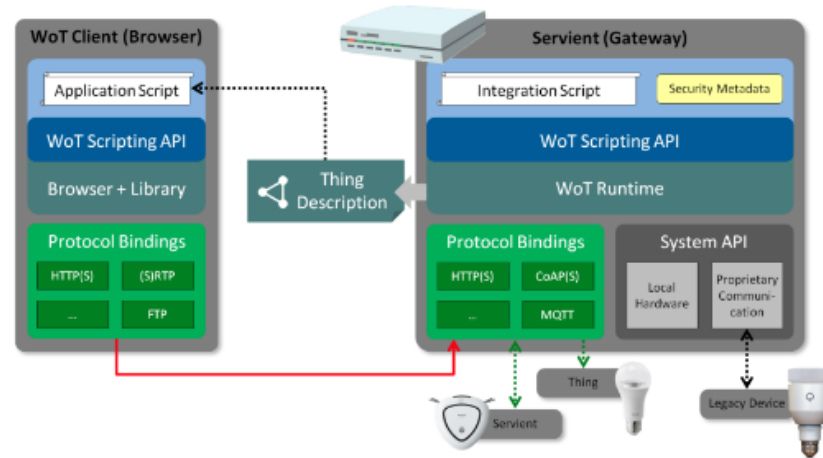 WoT Client (Browser)
Application Script
WoT Scripting API
Browser + Library
Protocol Bindings
HTTP(S)
(S)RTP
...
FTP
Thing
Description
Servient (Gateway)
Integration Script
Security Metadata
WoT Scripting API
WoT Runtime
Protocol Bindings
HTTP(S)
CoAP(S)
...
MQTT
System API
Local
Hardware
Proprietary
Communi-
cation
Thing
Servient
Legacy Device